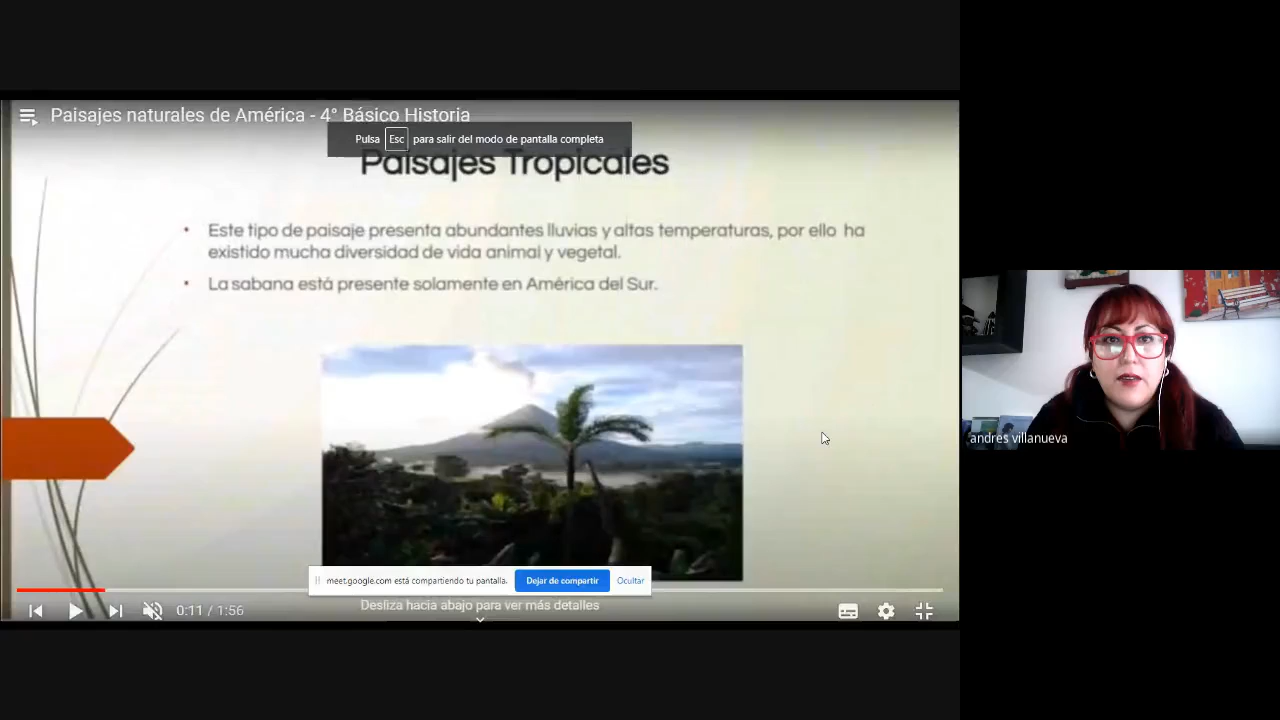 Paisajes naturales de América - 4° Básico Historia
Pulsa Esc para salir del modo de pantalla completa
Paisajes Tropicales
• Este tipo de paisaje presenta abundantes lluvias y altas temperaturas, por ello ha
existido mucha diversidad de vida animal y vegetal.
• La sabana está presente solamente en América del Sur.
andres villanueva
meet.google.com está compartiendo tu pantalla. Dejar de compartir Ocultar
Desliza hacia abajo para ver más detalles
0:11 / 1:56